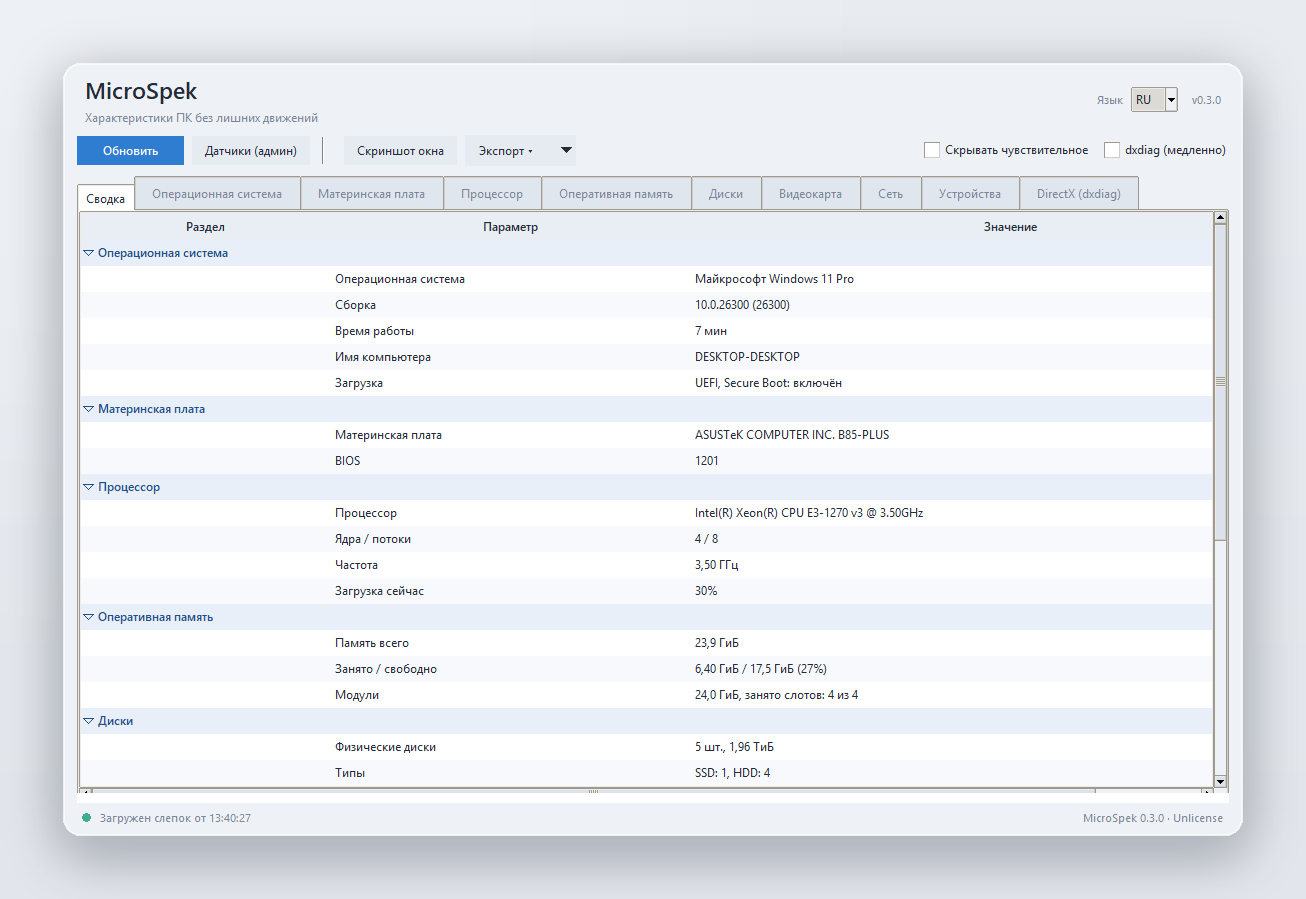 MicroSpek
Характеристики ПК без лишних движений
Язык RU v0.3.0
Обновить Датчики (админ) Скриншот окна Экспорт Скрывать чувствительное dxdiag (медленно)
Сводка Операционная система Материнская плата Процессор Оперативная память Диски Видеокарта Сеть Устройства DirectX (dxdiag)
Раздел Параметр Значение
Операционная система
Операционная система Майкрософт Windows 11 Pro
Сборка 10.0.26300 (26300)
Время работы 7 мин
Имя компьютера DESKTOP-DESKTOP
Загрузка UEFI, Secure Boot: включён
Материнская плата
Материнская плата ASUSTeK COMPUTER INC. B85-PLUS
BIOS 1201
Процессор
Процессор Intel(R) Xeon(R) CPU E3-1270 v3 @ 3.50GHz
Ядра / потоки 4 / 8
Частота 3,50 ГГц
Загрузка сейчас 30%
Оперативная память
Память всего 23,9 ГиБ
Занято / свободно 6,40 ГиБ / 17,5 ГиБ (27%)
Модули 24,0 ГиБ, занято слотов: 4 из 4
Диски
Физические диски 5 шт., 1,96 ТиБ
Типы SSD: 1, HDD: 4
Загружен слепок от 13:40:27 MicroSpek 0.3.0 · Unlicense